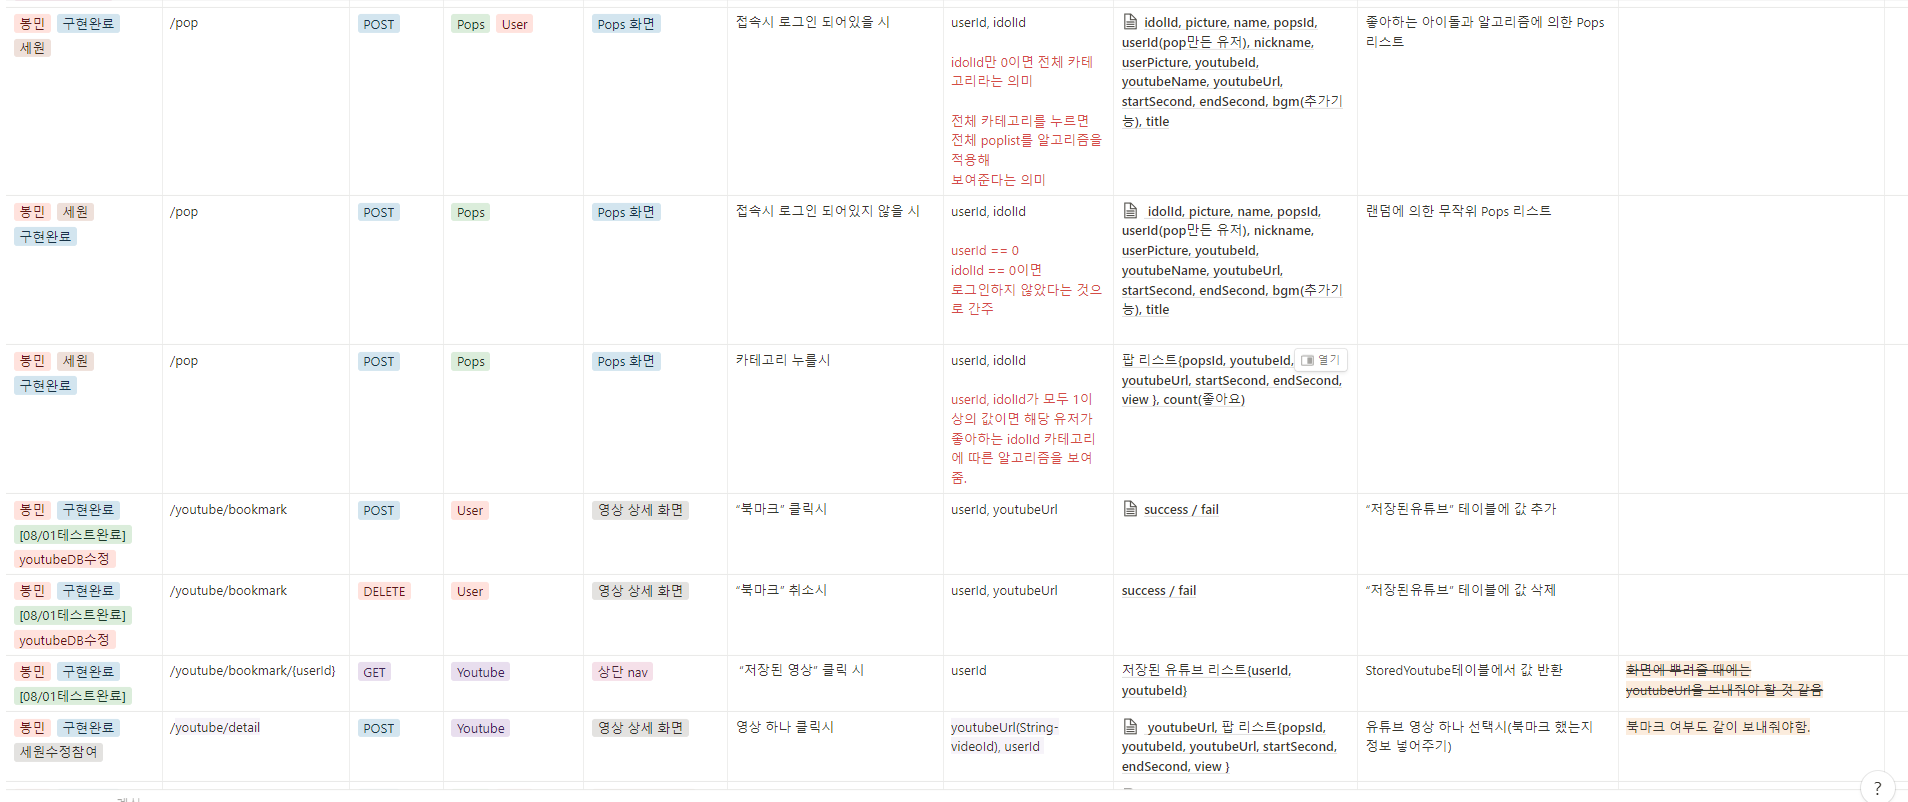 봉민 구현완료
세원
/pop
POST
Pops User
Pops 화면
접속시 로그인 되어있을 시
userId, idolId
idolId만 0이면 전체 카테
고리라는 의미
전체 카테고리를 누르면
전체 poplist를 알고리즘을
적용해
보여준다는 의미
idolId, picture, name, popsId,
userId(pop만든 유저), nickname,
userPicture, youtubeId,
youtubeName, youtubeUrl,
startSecond, endSecond, bgm(추가기
능), title
좋아하는 아이돌과 알고리즘에 의한 Pops
리스트
봉민 세원
구현완료
/pop
POST
Pops
Pops 화면
접속시 로그인 되어있지 않을 시
userId, idolId
userId == 0
idolId == 0이면
로그인하지 않았다는 것으
로 간주
idolId, picture, name, popsId,
userId(pop만든 유저), nickname,
userPicture, youtubeId,
youtubeName, youtubeUrl,
startSecond, endSecond, bgm(추가기
능), title
랜덤에 의한 무작위 Pops 리스트
봉민 세원
구현완료
/pop
POST
Pops
Pops 화면
카테고리 누를시
userId, idolId
userId, idolId가 모두 1이
상의 값이면 해당 유저가
좋아하는 idolId 카테고리
에 따른 알고리즘을 보여
줌.
팝 리스트{popsId, youtubeId,
열기
youtubeUrl, startSecond, endSecond,
view }, count(좋아요)
봉민 구현완료
[08/01테스트완료]
youtubeDB수정
/youtube/bookmark
POST
User
영상 상세 화면
“북마크” 클릭시
userId, youtubeUrl
success / fail
“저장된유튜브” 테이블에 값 추가
봉민 구현완료
[08/01테스트완료]
youtubeDB수정
/youtube/bookmark
DELETE
User
영상 상세 화면
“북마크” 취소시
userId, youtubeUrl
success / fail
“저장된유튜브” 테이블에 값 삭제
봉민 구현완료
[08/01테스트완료]
/youtube/bookmark/{userId}
GET
Youtube
상단 nav
“저장된 영상” 클릭 시
userId
저장된 유튜브 리스트{userId,
youtubeId}
StoredYoutube테이블에서 값 반환
화면에 뿌려줄 때에는
youtubeUrl을 보내줘야 할 것 같음
봉민 구현완료
세원수정참여
/youtube/detail
POST
Youtube
영상 상세 화면
영상 하나 클릭시
youtubeUrl(String-
videoId), userId
youtubeUrl, 팝 리스트{popsId,
youtubeId, youtubeUrl, startSecond,
endSecond, view }
유튜브 영상 하나 선택시(북마크 했는지
정보 넣어주기)
북마크 여부도 같이 보내줘야함.
?